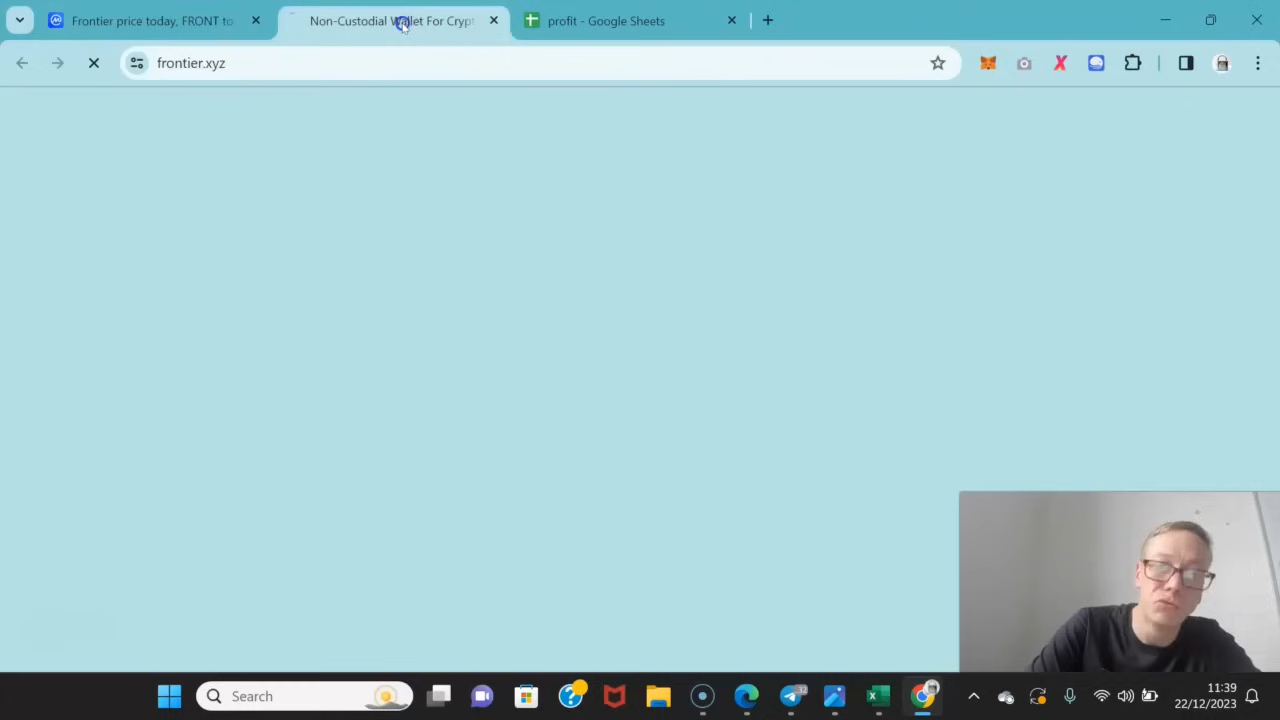 Frontier price today, FRONT to
Non-Custodial Wallet For Crypt
profit - Google Sheets
frontier.xyz
Search
12
11:39
22/12/2023